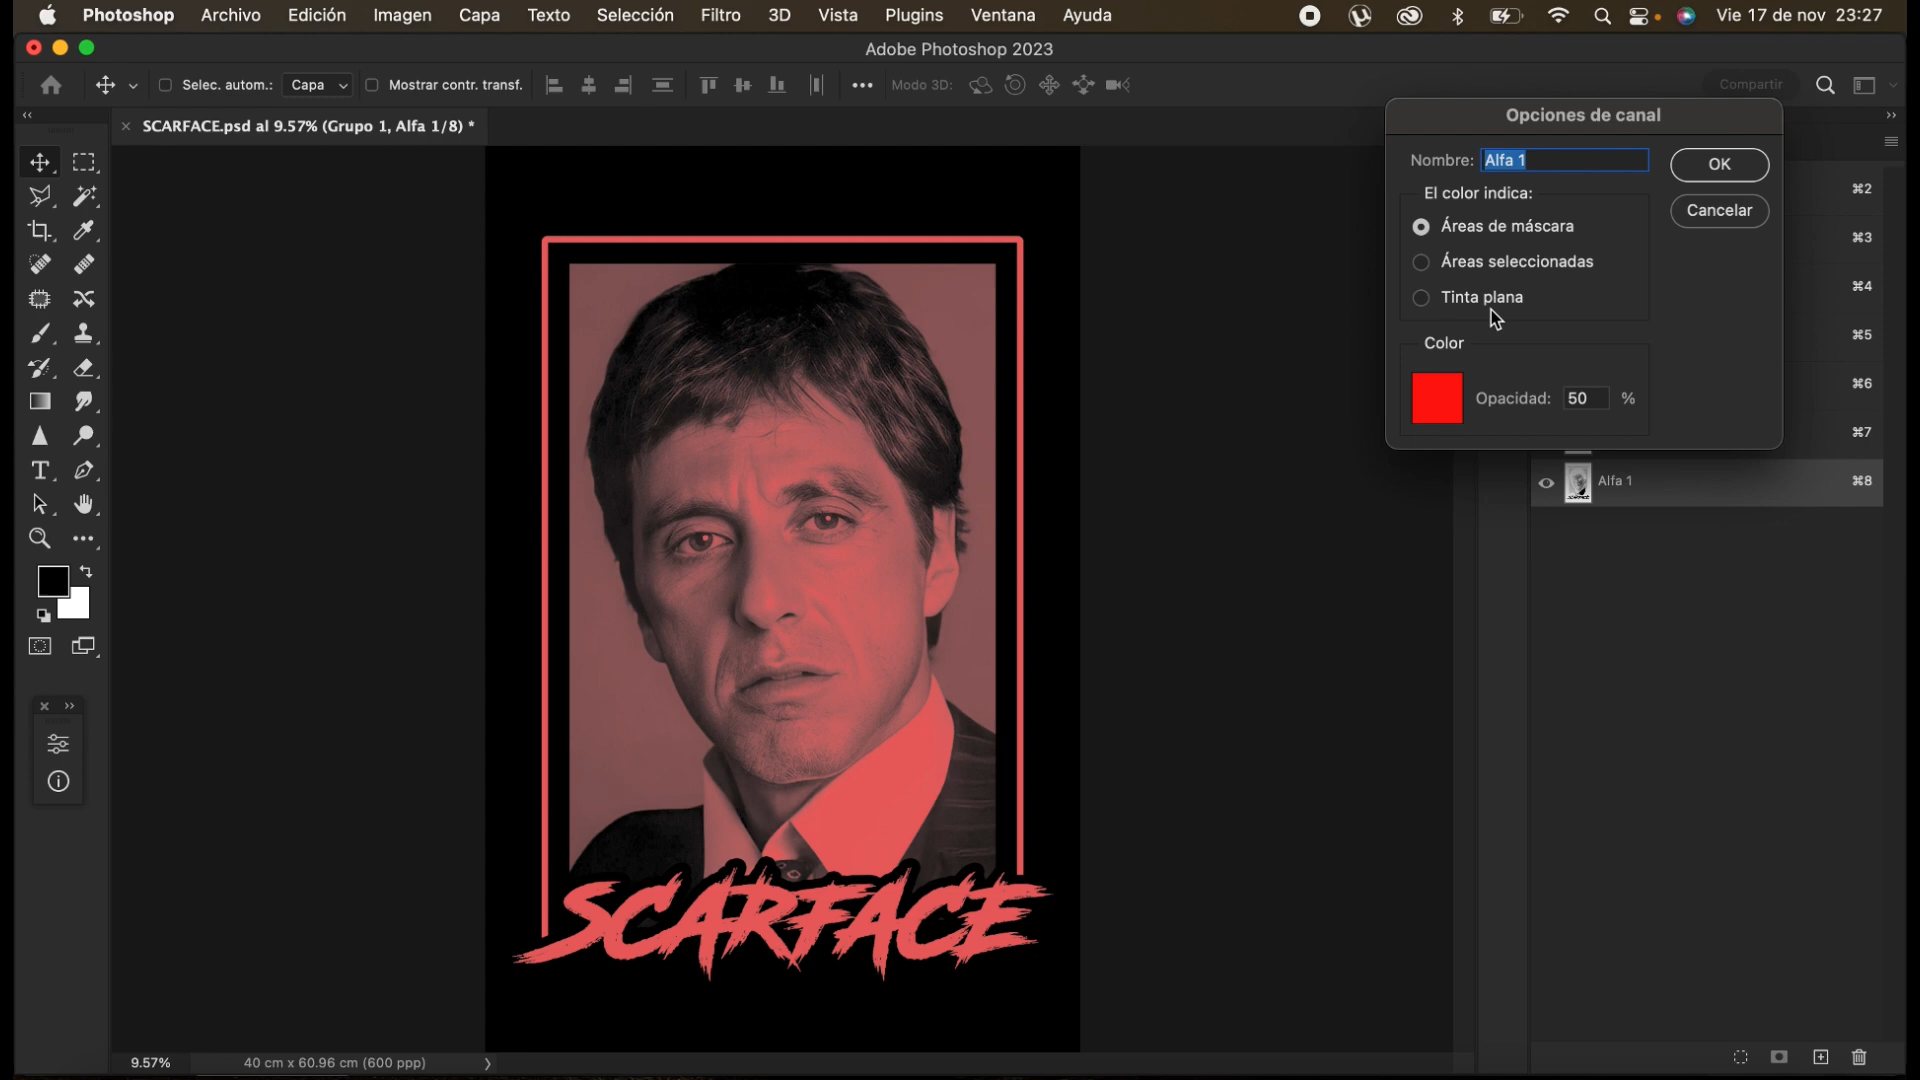 Photoshop Archivo Edición Imagen Capa Texto Selección Filtro 3D Vista Plugins Ventana Ayuda Vie 17 de nov 23:27
Adobe Photoshop 2023
Selec. autom.: Capa Mostrar contr. transf. Modo 3D: Compartir
SCARFACE.psd al 9.57% (Grupo 1, Alfa 1/8) *
Opciones de canal
Nombre: Alfa 1 OK
El color indica:
Cancelar
Áreas de máscara
Áreas seleccionadas
Tinta plana
Color
Opacidad: 50 %
⌘2
⌘3
⌘4
⌘5
⌘6
⌘7
Alfa 1 ⌘8
SCARFACE
9.57% 40 cm x 60.96 cm (600 ppp)